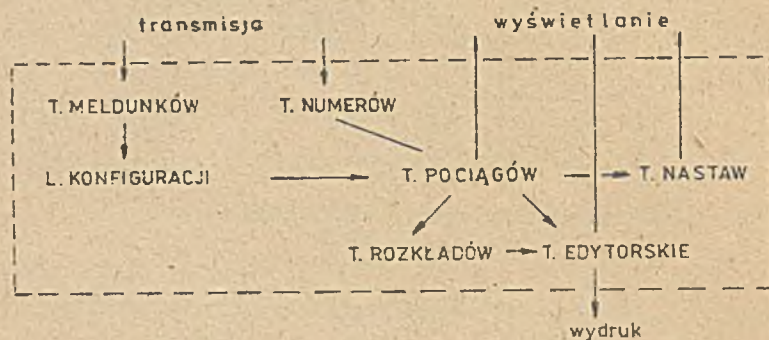 transmisja wyświetlanie
T. MELDUNKÓW T. NUMERÓW
L. KONFIGURACJI T. POCIĄGÓW T. NASTAW
T. ROZKŁADÓW T. EDYTORSKIE
wydruk